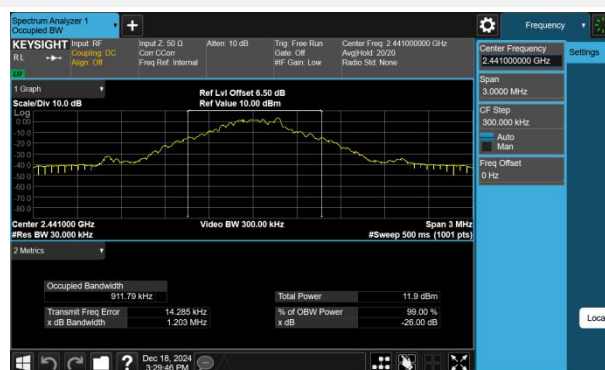 Spectrum Analyzer 1
Occupied BW
Frequency
KEYSIGHT
Input: RF
Coupling: DC
Align: Off
Input Z: 50 Ω
Corr CCorr
Freq Ref: Internal
Atten: 10 dB
Trig: Free Run
Gate: Off
#IF Gain: Low
Center Freq: 2.441000000 GHz
Avg|Hold: 20/20
Radio Std: None
R L
LXI
Center Frequency
2.441000000 GHz
Settings
Span
3.0000 MHz
CF Step
300.000 kHz
Auto
Man
Freq Offset
0 Hz
1 Graph
Scale/Div 10.0 dB
Ref Lvl Offset 6.50 dB
Ref Value 10.00 dBm
Log
0.00
-10.0
-20.0
-30.0
-40.0
-50.0
-60.0
-70.0
-80.0
Center 2.441000 GHz
#Res BW 30.000 kHz
Video BW 300.00 kHz
Span 3 MHz
#Sweep 500 ms (1001 pts)
2 Metrics
Occupied Bandwidth
911.79 kHz
Total Power 11.9 dBm
Transmit Freq Error 14.285 kHz
% of OBW Power 99.00 %
x dB Bandwidth 1.203 MHz
x dB -26.00 dB
Loca
?
Dec 18, 2024
3:29:46 PM